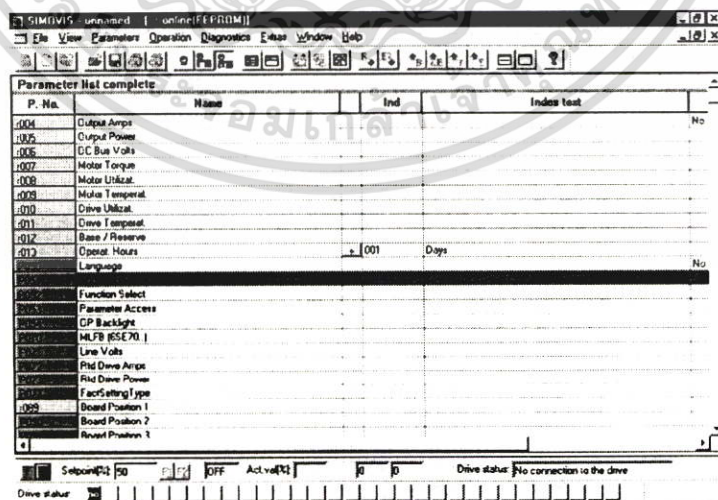 SIMOVIS - unnamed [ - online(EEPROM)]
File View Parameters Operation Diagnostics Extras Window Help
Parameter list complete
P. -No. Name Ind Index text
r004 Output Amps No
r005 Output Power
r006 DC Bus Volts
r007 Motor Torque
r008 Motor Utilizat.
r009 Motor Temperat.
r010 Drive Utilizat.
r011 Drive Temperat.
r012 Base / Reserve
r013 Operat. Hours + 001 Days
Language No
Function Select
Parameter Access
OP Backlight
MLFB (6SE70..)
Line Volts
Rtd Drive Amps
Rtd Drive Power
FactSettingType
r089 Board Position 1
Board Position 2
Board Position 3
Setpoint[%]: 50 OFF Act.val[%]: 0 0 Drive status: No connection to the drive
Drive status